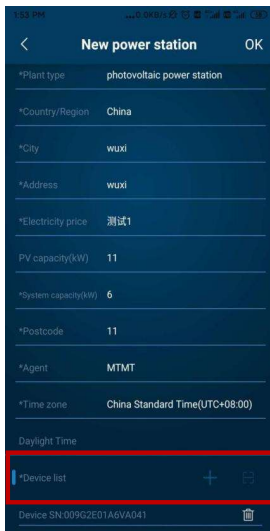 1:53 PM ...0.0KB/s
New power station OK
*Plant type photovoltaic power station
*Country/Region China
*City wuxi
*Address wuxi
*Electricity price 测试1
PV capacity(kW) 11
*System capacity(kW) 6
*Postcode 11
*Agent MTMT
*Time zone China Standard Time(UTC+08:00)
Daylight Time
*Device list
Device SN:009G2E01A6VA041